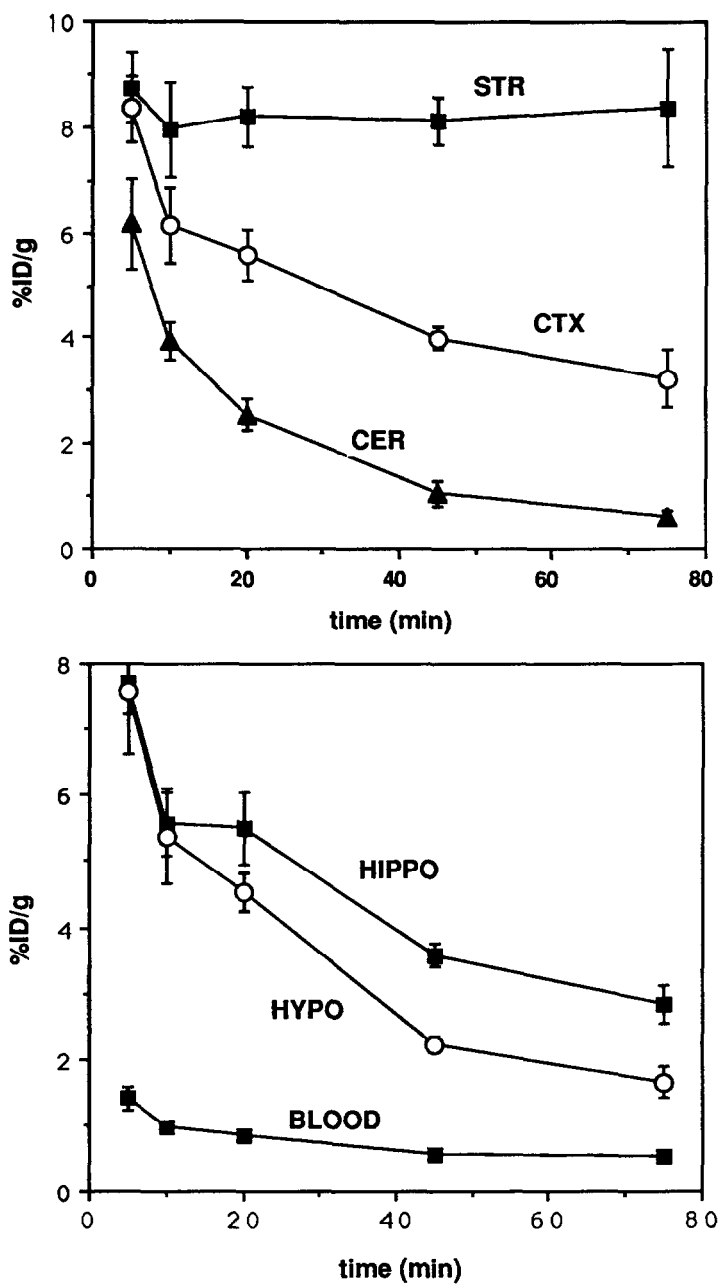 10
8
6
4
2
0
%ID/g
STR
CTX
CER
0 20 40 60 80
time (min)
8
6
4
2
0
%ID/g
HIPPO
HYPO
BLOOD
0 20 40 60 80
time (min)